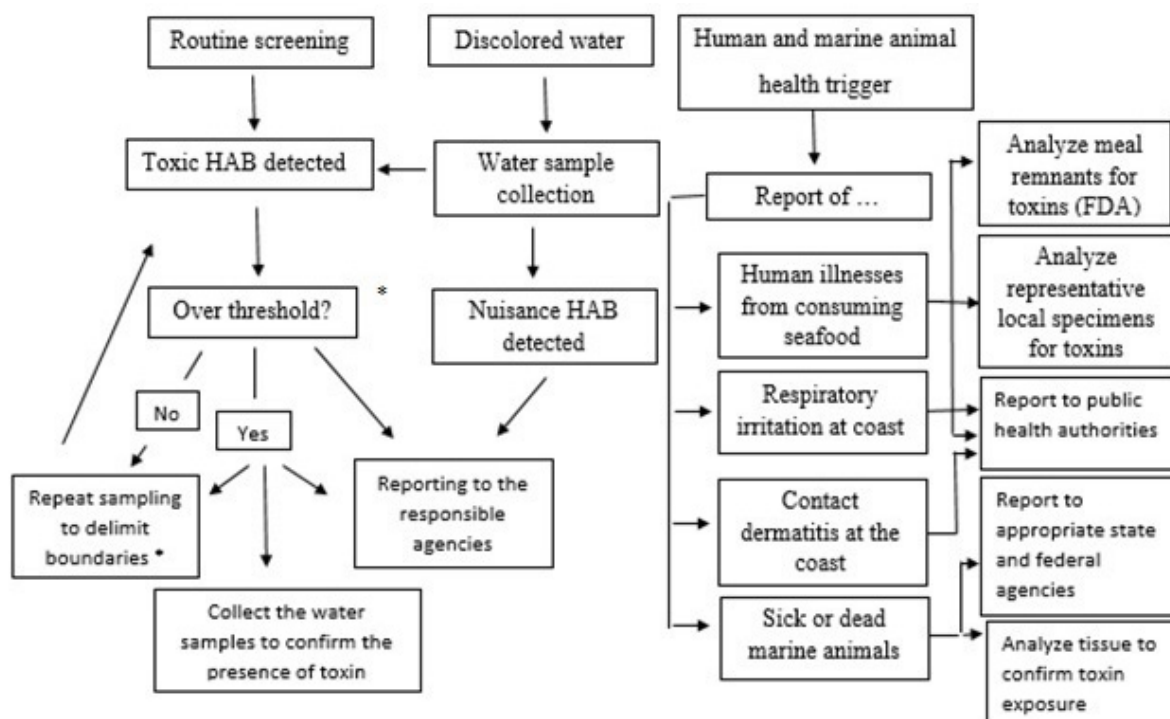 Routine screening
Discolored water
Human and marine animal
health trigger
Toxic HAB detected
Water sample
collection
Report of ...
Analyze meal
remnants for
toxins (FDA)
Over threshold?
*
Nuisance HAB
detected
Human illnesses
from consuming
seafood
Analyze
representative
local specimens
for toxins
No
Yes
Respiratory
irritation at coast
Report to public
health authorities
Repeat sampling
to delimit
boundaries *
Reporting to the
responsible
agencies
Contact
dermatitis at the
coast
Report to
appropriate state
and federal
agencies
Collect the water
samples to confirm the
presence of toxin
Sick or dead
marine animals
Analyze tissue to
confirm toxin
exposure